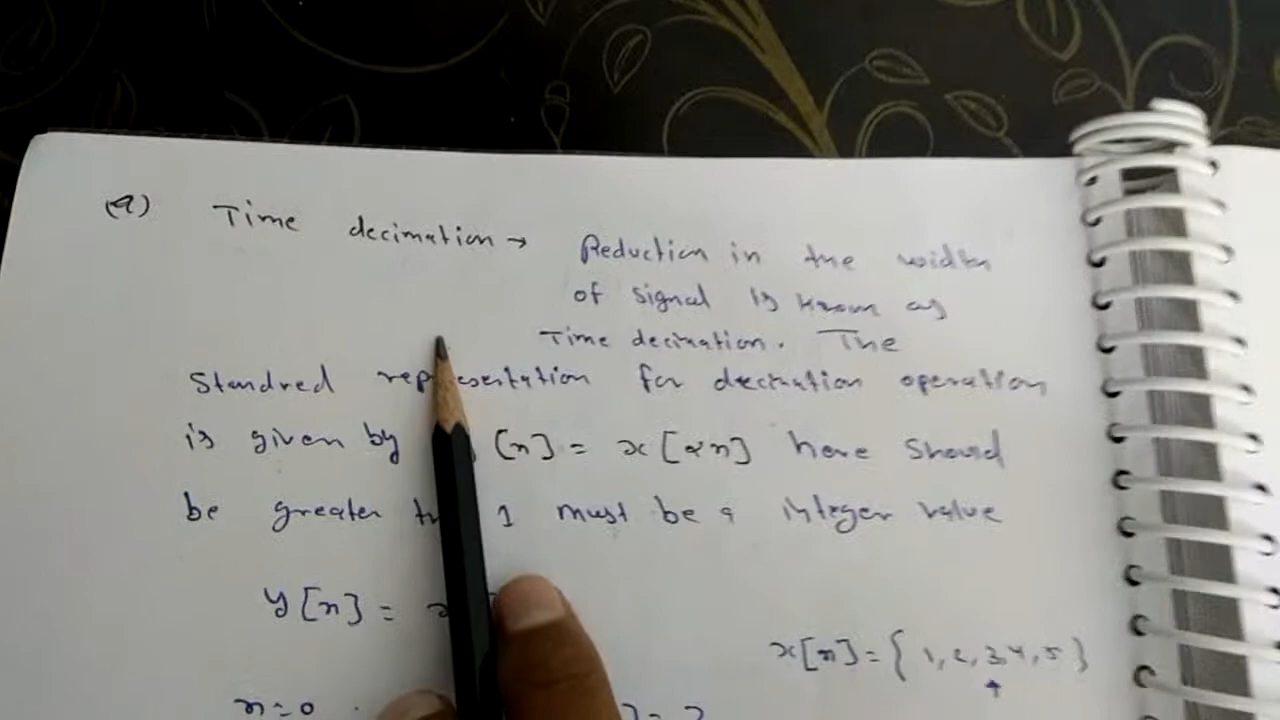 (a) Time decimation → Reduction in the width
of signal is known as
Time decimation. The
Standred representation for decimation operation
is given by [n] = x[αn] here should
be greater 1 must be a integer value
y[n] =
x[n] = { 1, 2, 3, 4, 5 }
↑
n=0